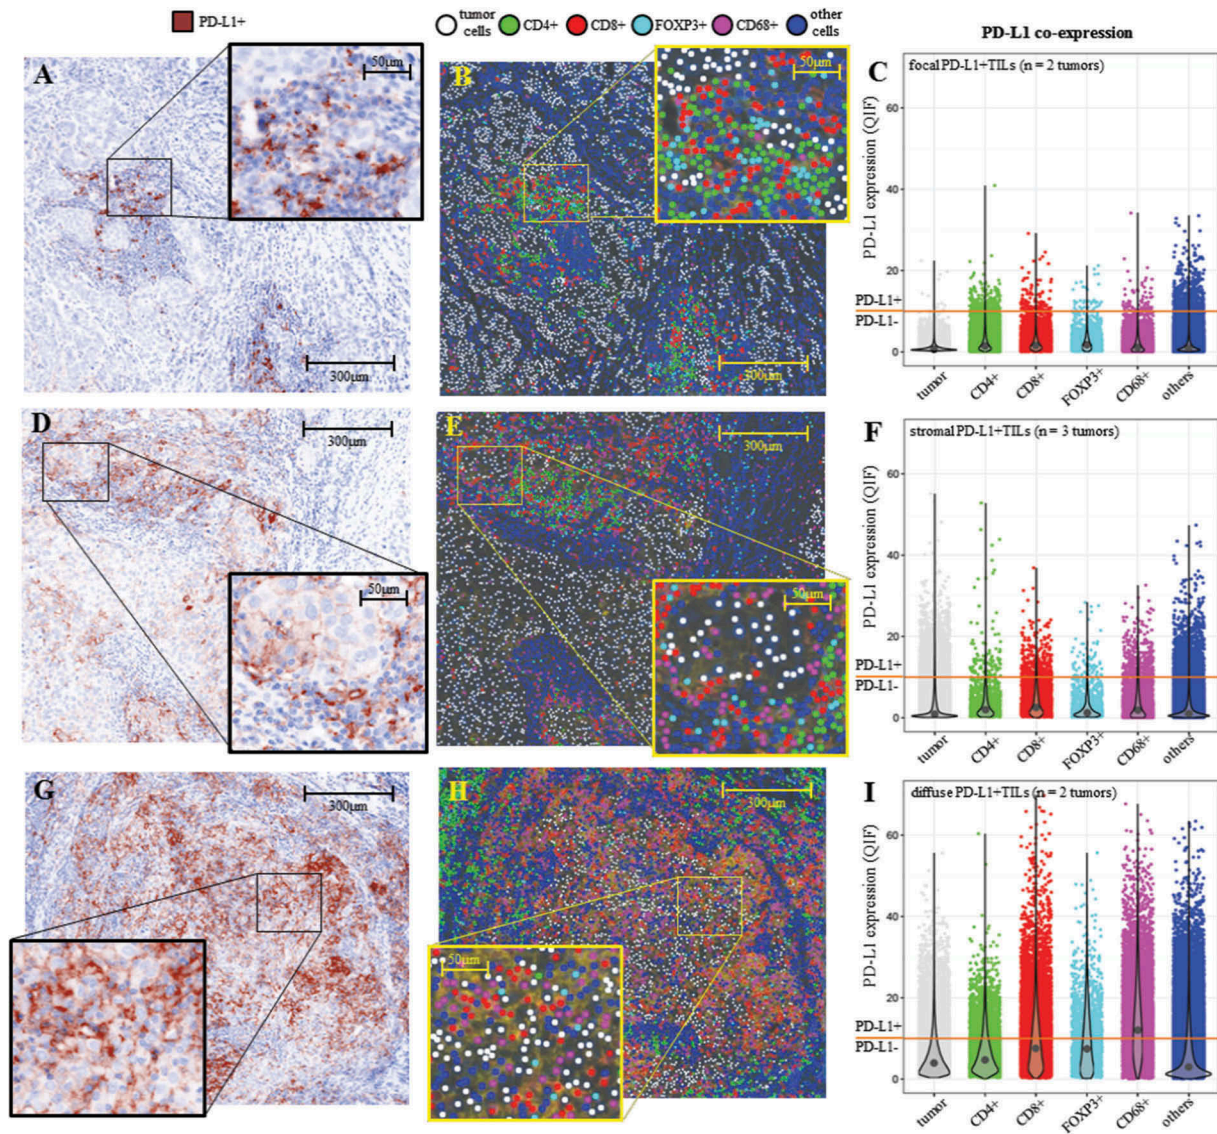 PD-L1+
tumor cells CD4+ CD8+ FOXP3+ CD68+ other cells
PD-L1 co-expression
A
50µm
300µm
B
50µm
300µm
C
focal PD-L1+TILs (n = 2 tumors)
PD-L1 expression (QIF)
60
40
20
0
PD-L1+
PD-L1-
tumor CD4+ CD8+ FOXP3+ CD68+ others
D
300µm
50µm
E
300µm
50µm
F
stromal PD-L1+TILs (n = 3 tumors)
PD-L1 expression (QIF)
60
40
20
0
PD-L1+
PD-L1-
tumor CD4+ CD8+ FOXP3+ CD68+ others
G
300µm
50µm
H
300µm
50µm
I
diffuse PD-L1+TILs (n = 2 tumors)
PD-L1 expression (QIF)
60
40
20
0
PD-L1+
PD-L1-
tumor CD4+ CD8+ FOXP3+ CD68+ others